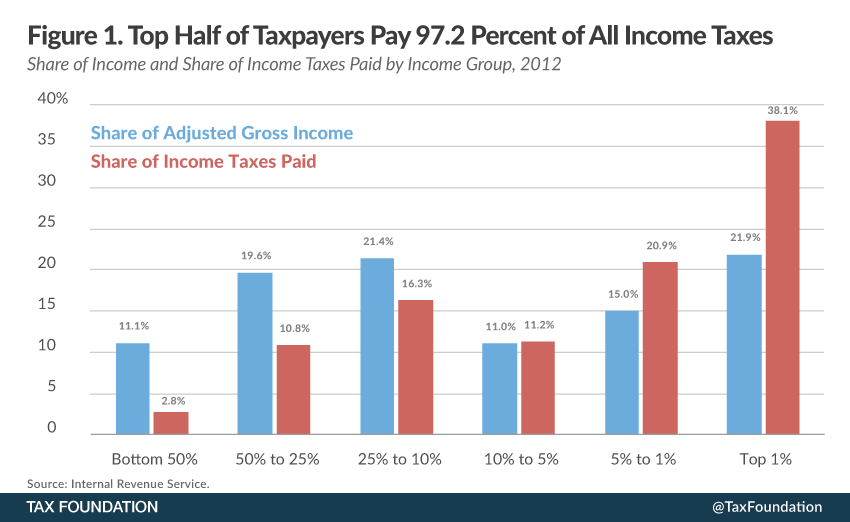 Figure 1. Top Half of Taxpayers Pay 97.2 Percent of All Income Taxes
Share of Income and Share of Income Taxes Paid by Income Group, 2012
40%
35
30
25
20
15
10
5
0
Share of Adjusted Gross Income
Share of Income Taxes Paid
11.1%
2.8%
19.6%
10.8%
21.4%
16.3%
11.0%
11.2%
15.0%
20.9%
21.9%
38.1%
Bottom 50%
50% to 25%
25% to 10%
10% to 5%
5% to 1%
Top 1%
Source: Internal Revenue Service.
TAX FOUNDATION
@TaxFoundation